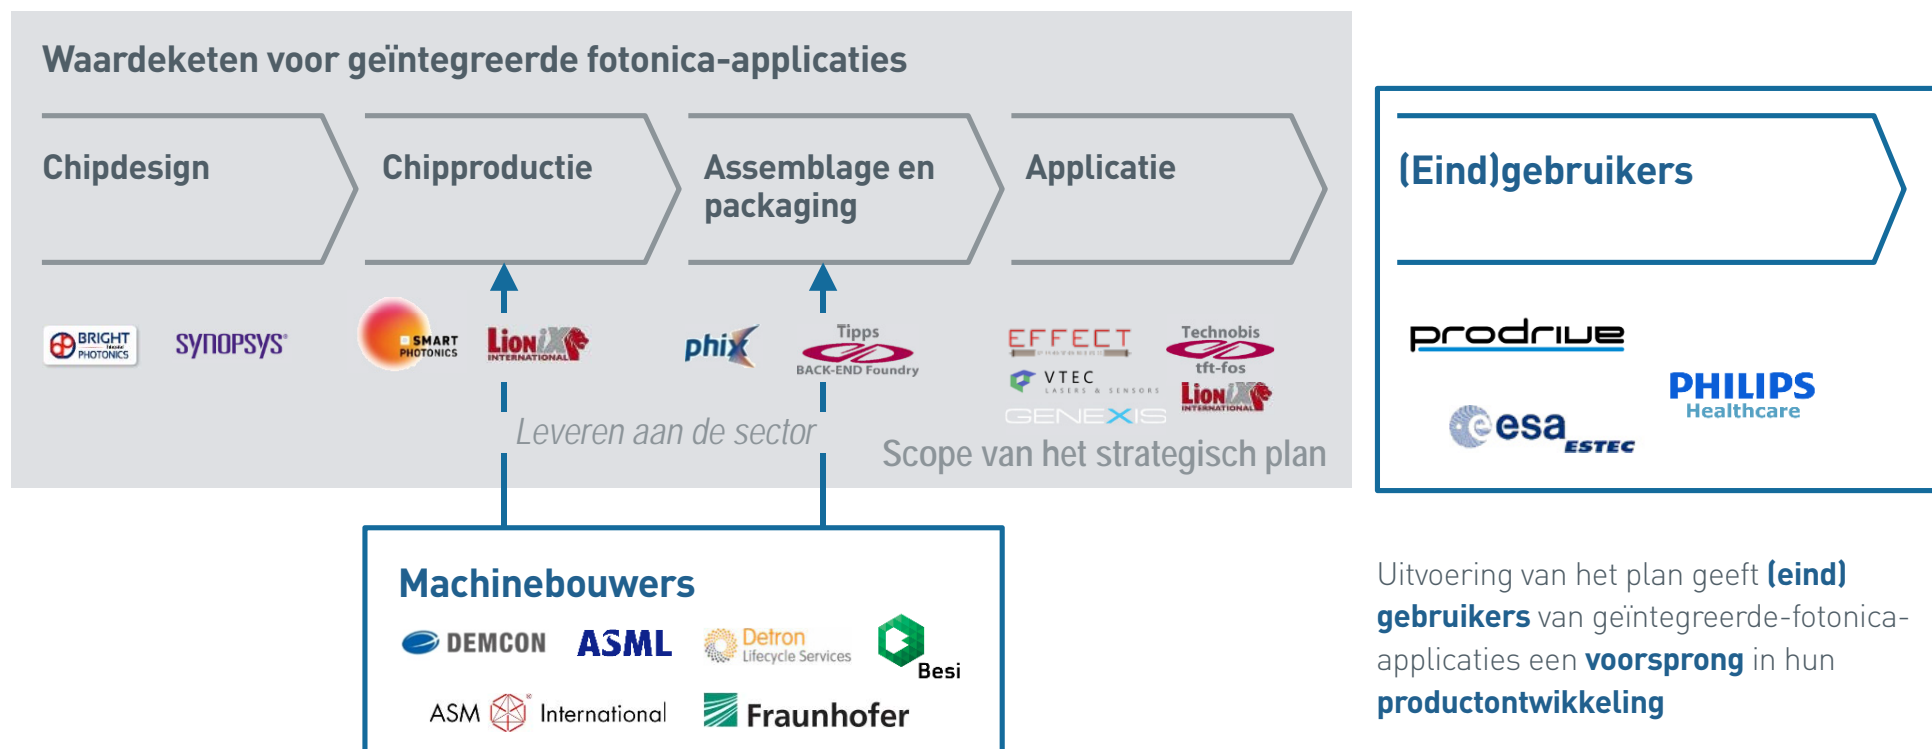 Waardeketen voor geïntegreerde fotonica-applicaties
Chipdesign
Chipproductie
Assemblage en
packaging
Applicatie
(Eind)gebruikers
BRIGHT
PHOTONICS
SYNOPSYS®
SMART
PHOTONICS
LioniX
INTERNATIONAL
phix
Tipps
BACK-END Foundry
EFFECT
PHOTONICS
VTEC
LASERS & SENSORS
GENEXIS
Technobis
tft-fos
LioniX
INTERNATIONAL
prodrive
PHILIPS
Healthcare
esa
ESTEC
Leveren aan de sector
Scope van het strategisch plan
Machinebouwers
DEMCON
ASML
Detron
Lifecycle Services
Besi
ASM International
Fraunhofer
Uitvoering van het plan geeft (eind)
gebruikers van geïntegreerde-fotonica-
applicaties een voorsprong in hun
productontwikkeling